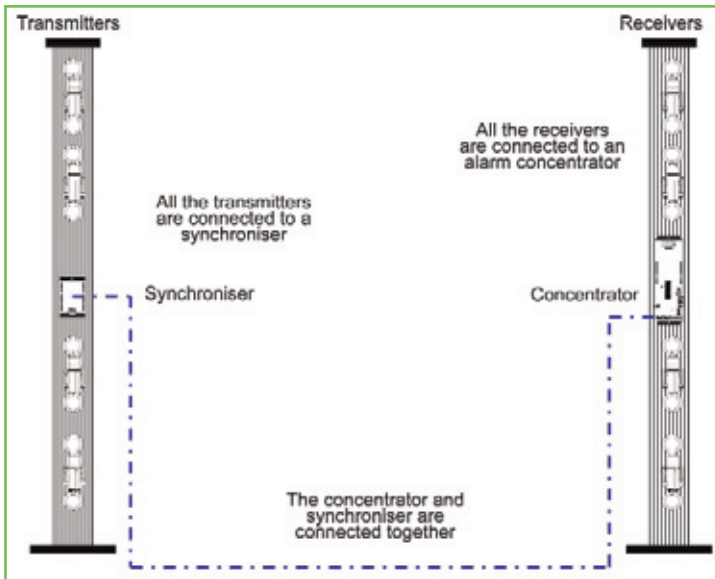 Transmitters
Receivers
All the receivers
are connected to an
alarm concentrator
All the transmitters
are connected to a
synchroniser
Synchroniser
Concentrator
The concentrator and
synchroniser are
connected together